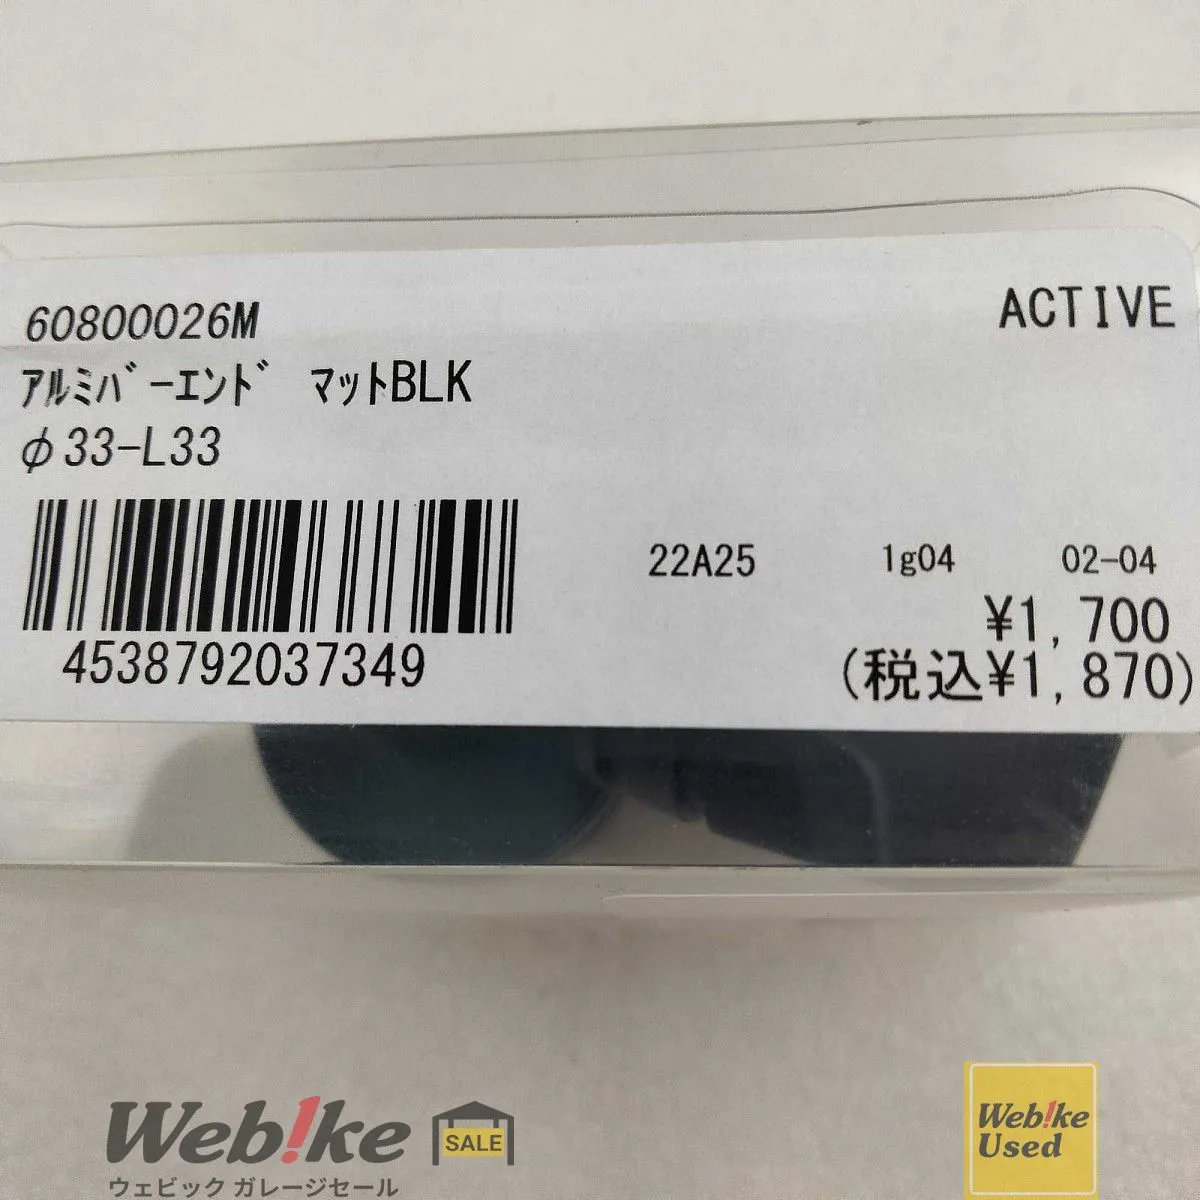 60800026M
ACTIVE
ｱﾙﾐﾊﾞｰｴﾝﾄﾞ ﾏｯﾄBLK
φ33-L33
22A25 1g04 02-04
¥1,700
4538792037349
(税込¥1,870)
Web!ke SALE
ウェビック ガレージセール
Web!ke
Used